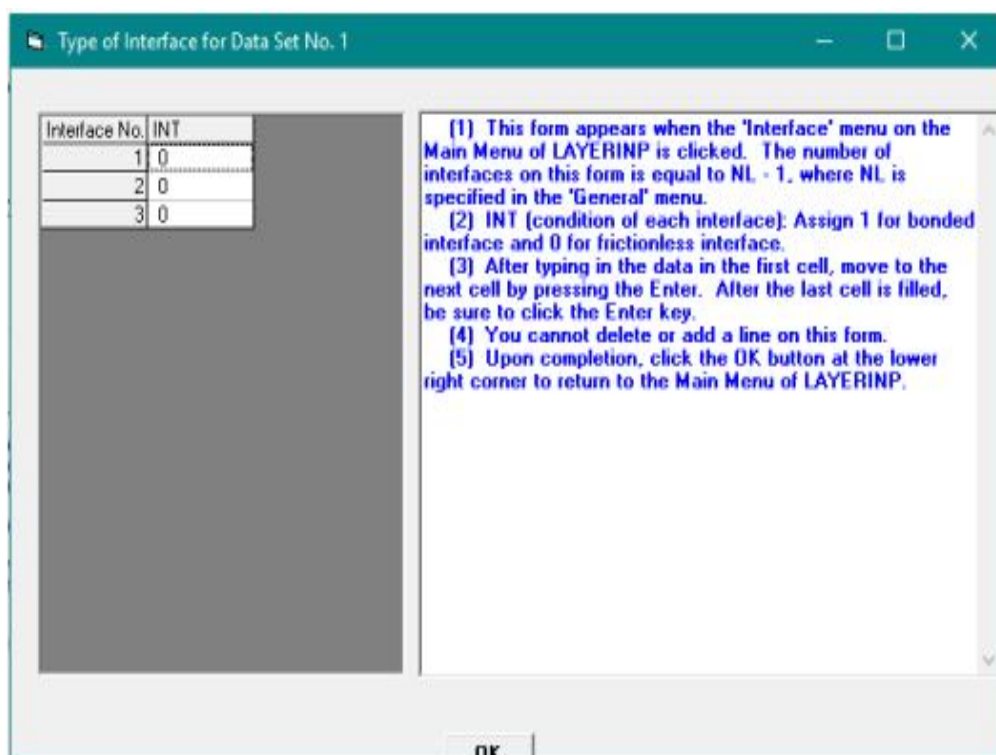 Type of Interface for Data Set No. 1
Interface No. INT
1 0
2 0
3 0
(1) This form appears when the 'Interface' menu on the
Main Menu of LAYERINP is clicked. The number of
interfaces on this form is equal to NL - 1, where NL is
specified in the 'General' menu.
(2) INT (condition of each interface): Assign 1 for bonded
interface and 0 for frictionless interface.
(3) After typing in the data in the first cell, move to the
next cell by pressing the Enter. After the last cell is filled,
be sure to click the Enter key.
(4) You cannot delete or add a line on this form.
(5) Upon completion, click the OK button at the lower
right corner to return to the Main Menu of LAYERINP.
OK